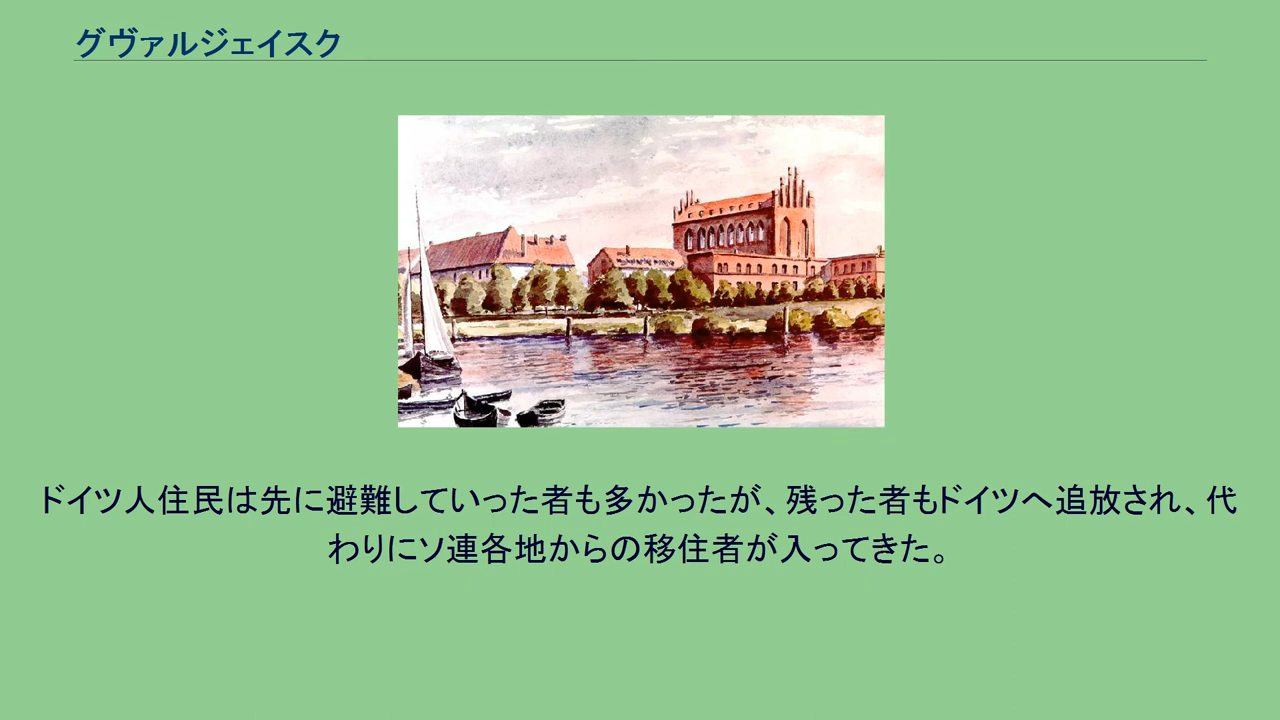 グヴァルジェイスク
ドイツ人住民は先に避難していった者も多かったが、残った者もドイツへ追放され、代
わりにソ連各地からの移住者が入ってきた。